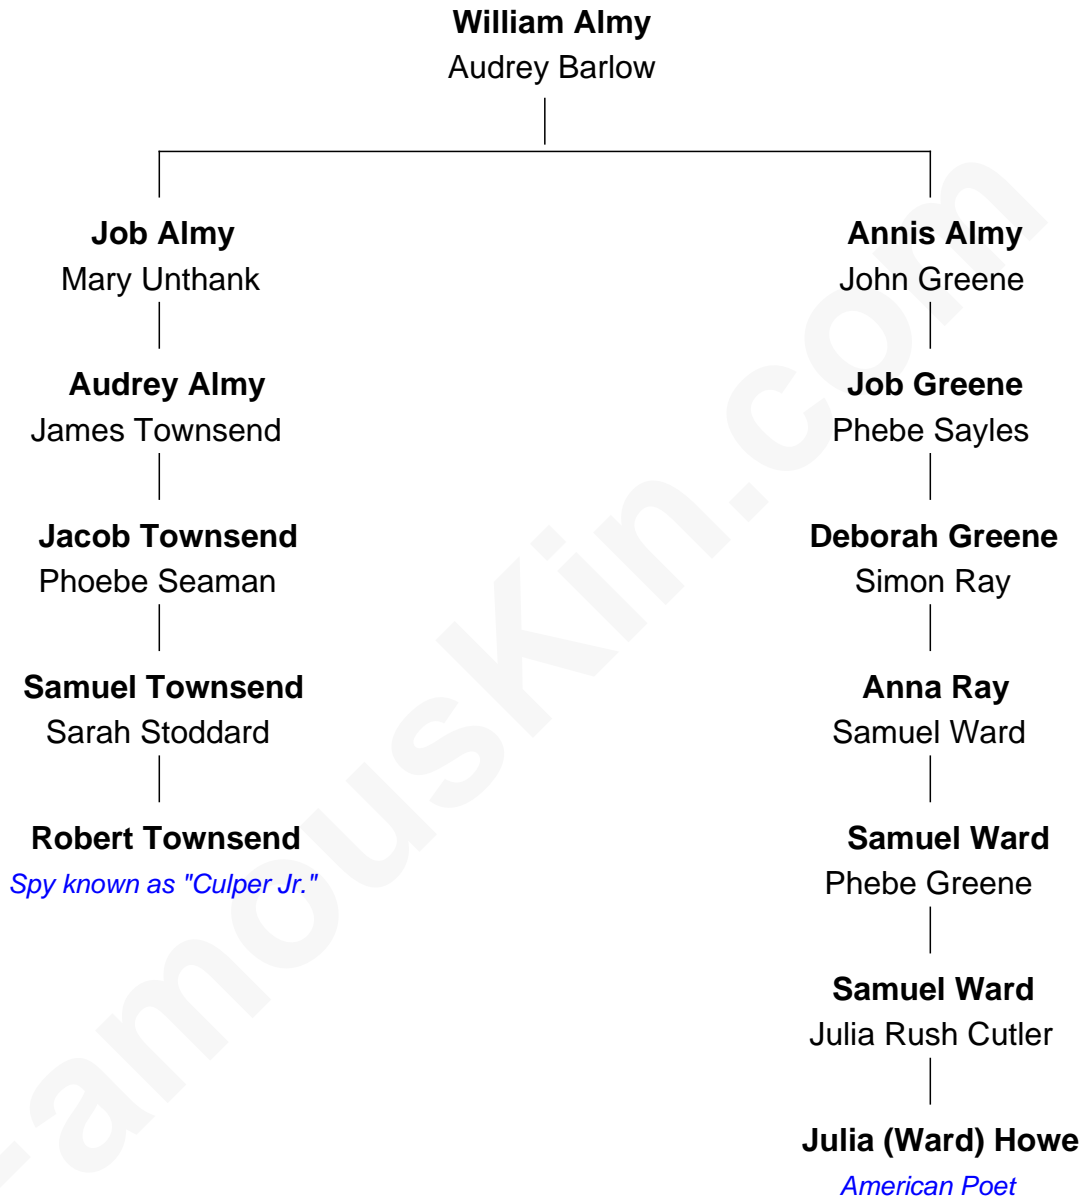 William Almy
Audrey Barlow
Job Almy
Mary Unthank
Annis Almy
John Greene
Audrey Almy
James Townsend
Job Greene
Phebe Sayles
Jacob Townsend
Phoebe Seaman
Deborah Greene
Simon Ray
Samuel Townsend
Sarah Stoddard
Anna Ray
Samuel Ward
Robert Townsend
Spy known as "Culper Jr."
Samuel Ward
Phebe Greene
Samuel Ward
Julia Rush Cutler
Julia (Ward) Howe
American Poet
FamousKin.com